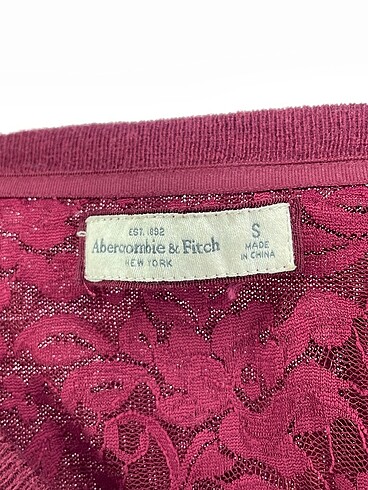 EST. 1892
Abercrombie & Fitch
NEW YORK
S
MADE
IN CHINA